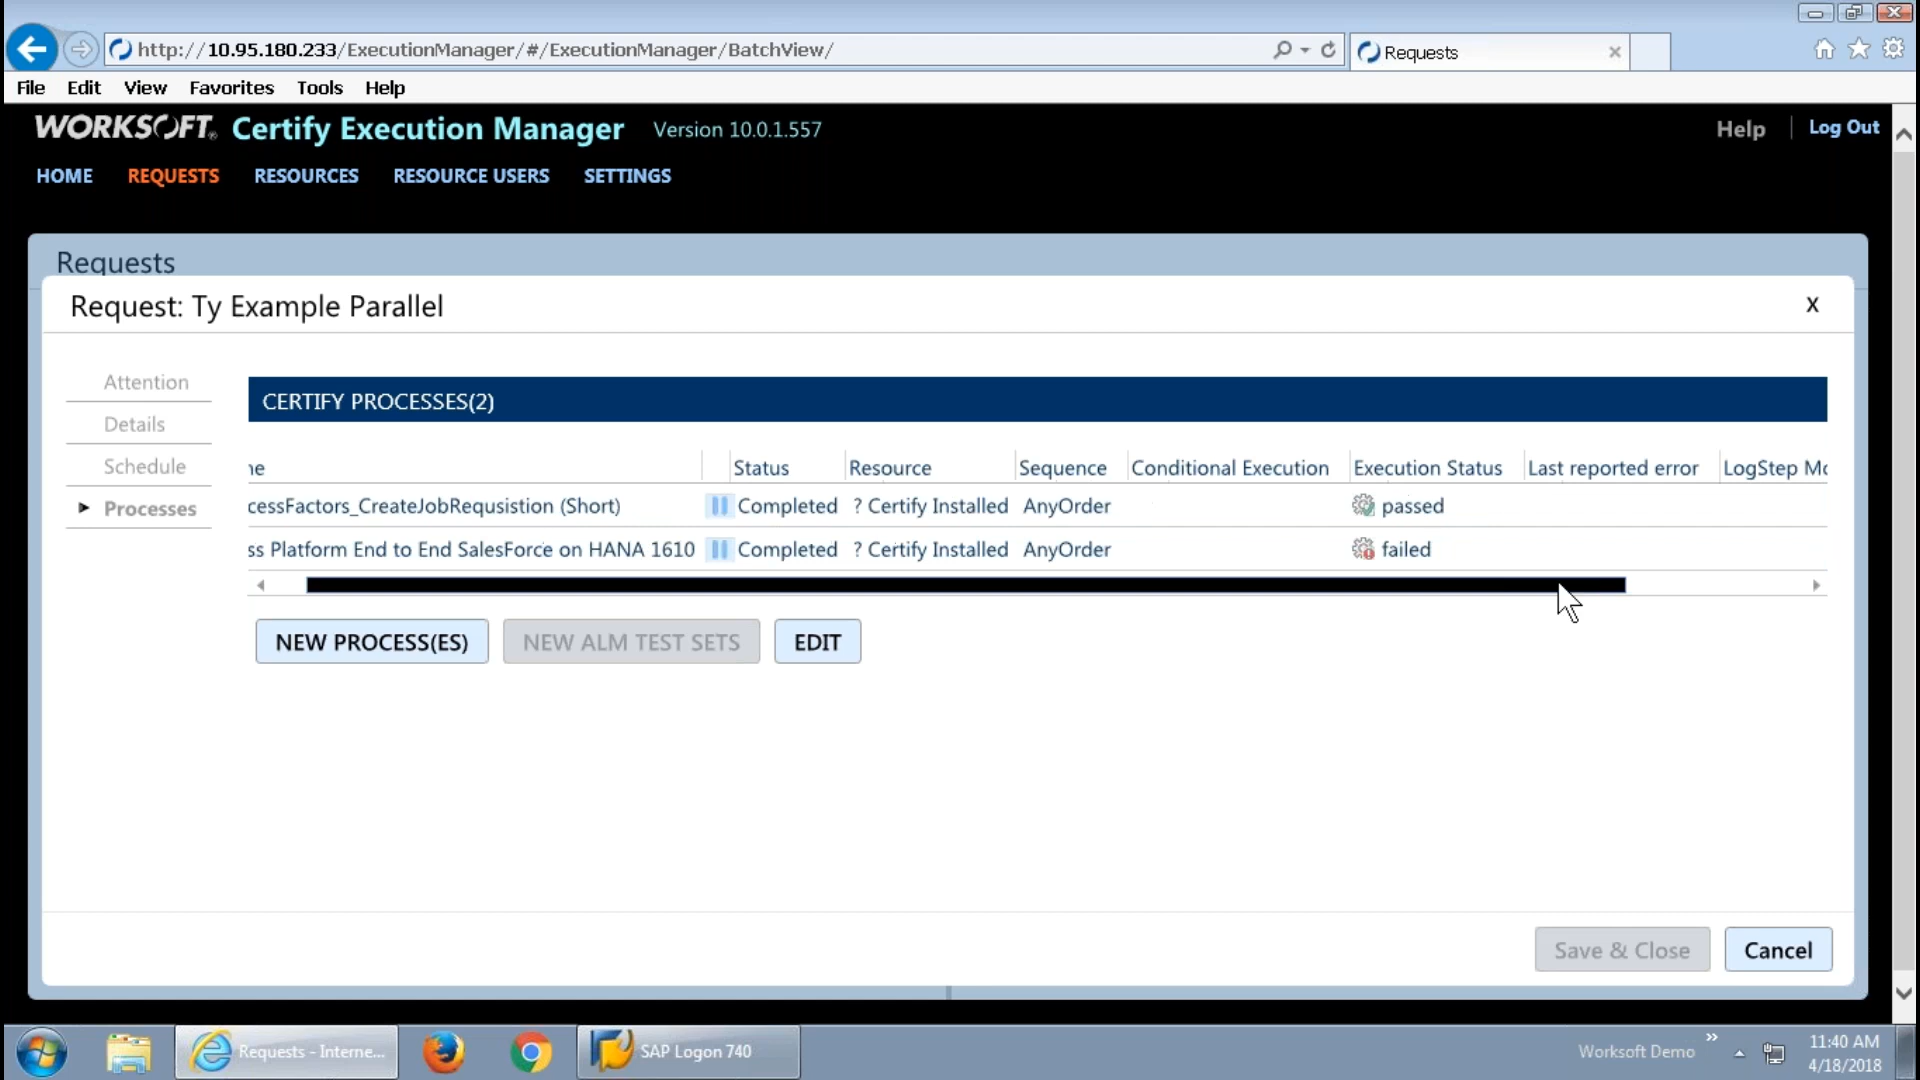 http://10.95.180.233/ExecutionManager/#/ExecutionManager/BatchView/
Requests
File Edit View Favorites Tools Help
WORKSOFT. Certify Execution Manager Version 10.0.1.557
Help Log Out
HOME REQUESTS RESOURCES RESOURCE USERS SETTINGS
Requests
Request: Ty Example Parallel X
Attention
Details
Schedule
Processes
CERTIFY PROCESSES(2)
Status Resource Sequence Conditional Execution Execution Status Last reported error LogStep
cessFactors_CreateJobRequsistion (Short) Completed ? Certify Installed AnyOrder passed
ss Platform End to End SalesForce on HANA 1610 Completed ? Certify Installed AnyOrder failed
NEW PROCESS(ES) NEW ALM TEST SETS EDIT
Save & Close Cancel
Requests - Interne... SAP Logon 740
Worksoft Demo
11:40 AM
4/18/2018